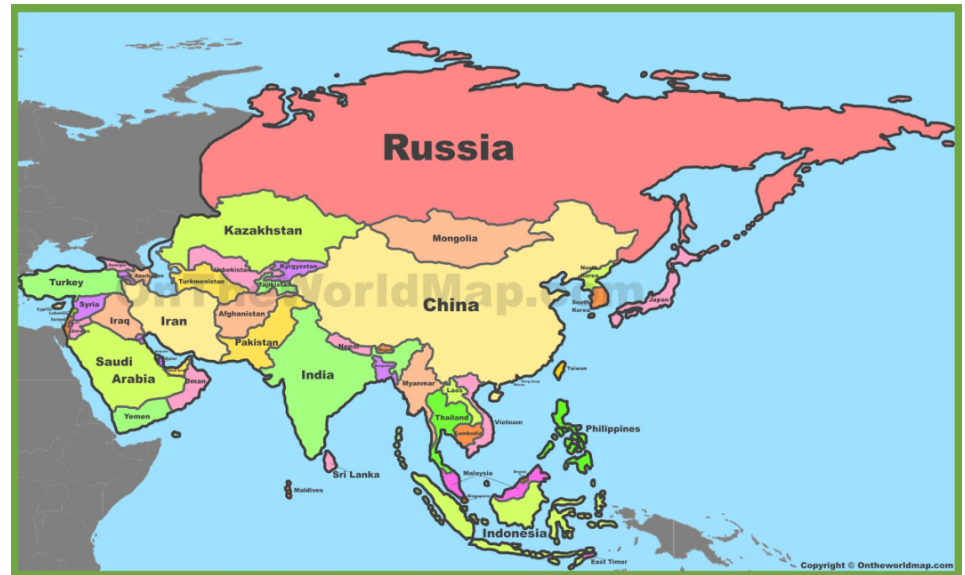 Russia
Kazakhstan
Mongolia
Georgia
Uzbekistan
Kyrgyzstan
Azerbaijan
Turkey
Turkmenistan
Tajikistan
North
Korea
OnTheWorldMap.com
Syria
Cyprus
Iraq
Iran
Afghanistan
China
South
Korea
Japan
Israel
Jordan
Pakistan
Nepal
Saudi
Arabia
Qatar
Oman
India
Myanmar
Laos
Hong Kong
Taiwan
Yemen
Thailand
Vietnam
Cambodia
Philippines
Sri Lanka
Malaysia
Brunei
Maldives
Singapore
Indonesia
East Timor
Copyright © Ontheworldmap.com